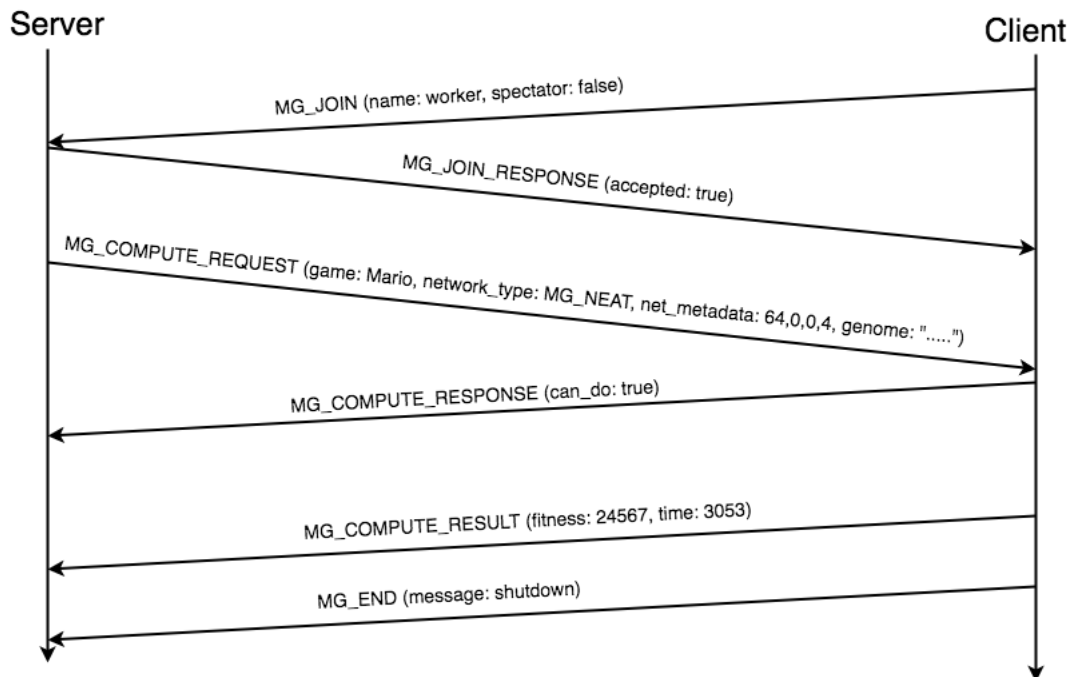 Server
Client
MG_JOIN (name: worker, spectator: false)
MG_JOIN_RESPONSE (accepted: true)
MG_COMPUTE_REQUEST (game: Mario, network_type: MG_NEAT, net_metadata: 64,0,0,4, genome: ".....")
MG_COMPUTE_RESPONSE (can_do: true)
MG_COMPUTE_RESULT (fitness: 24567, time: 3053)
MG_END (message: shutdown)